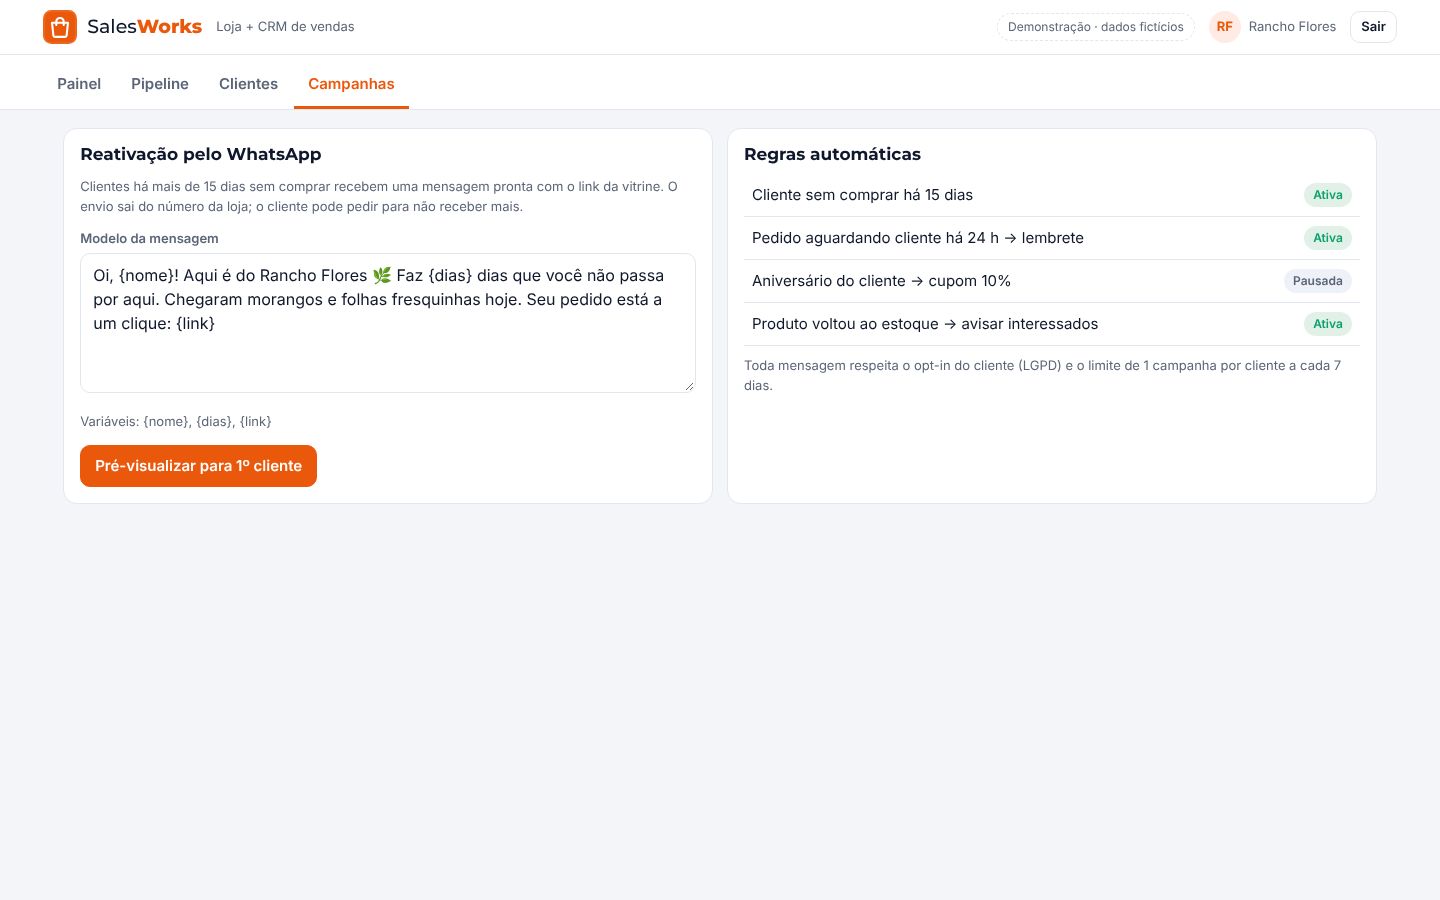 SalesWorks
Loja + CRM de vendas
Demonstração · dados fictícios
RF
Rancho Flores
Sair
Painel
Pipeline
Clientes
Campanhas
Reativação pelo WhatsApp
Clientes há mais de 15 dias sem comprar recebem uma mensagem pronta com o link da vitrine. O
envio sai do número da loja; o cliente pode pedir para não receber mais.
Modelo da mensagem
Oi, {nome}! Aqui é do Rancho Flores 🌿 Faz {dias} dias que você não passa
por aqui. Chegaram morangos e folhas fresquinhas hoje. Seu pedido está a
um clique: {link}
Variáveis: {nome}, {dias}, {link}
Pré-visualizar para 1º cliente
Regras automáticas
Cliente sem comprar há 15 dias
Ativa
Pedido aguardando cliente há 24 h → lembrete
Ativa
Aniversário do cliente → cupom 10%
Pausada
Produto voltou ao estoque → avisar interessados
Ativa
Toda mensagem respeita o opt-in do cliente (LGPD) e o limite de 1 campanha por cliente a cada 7
dias.